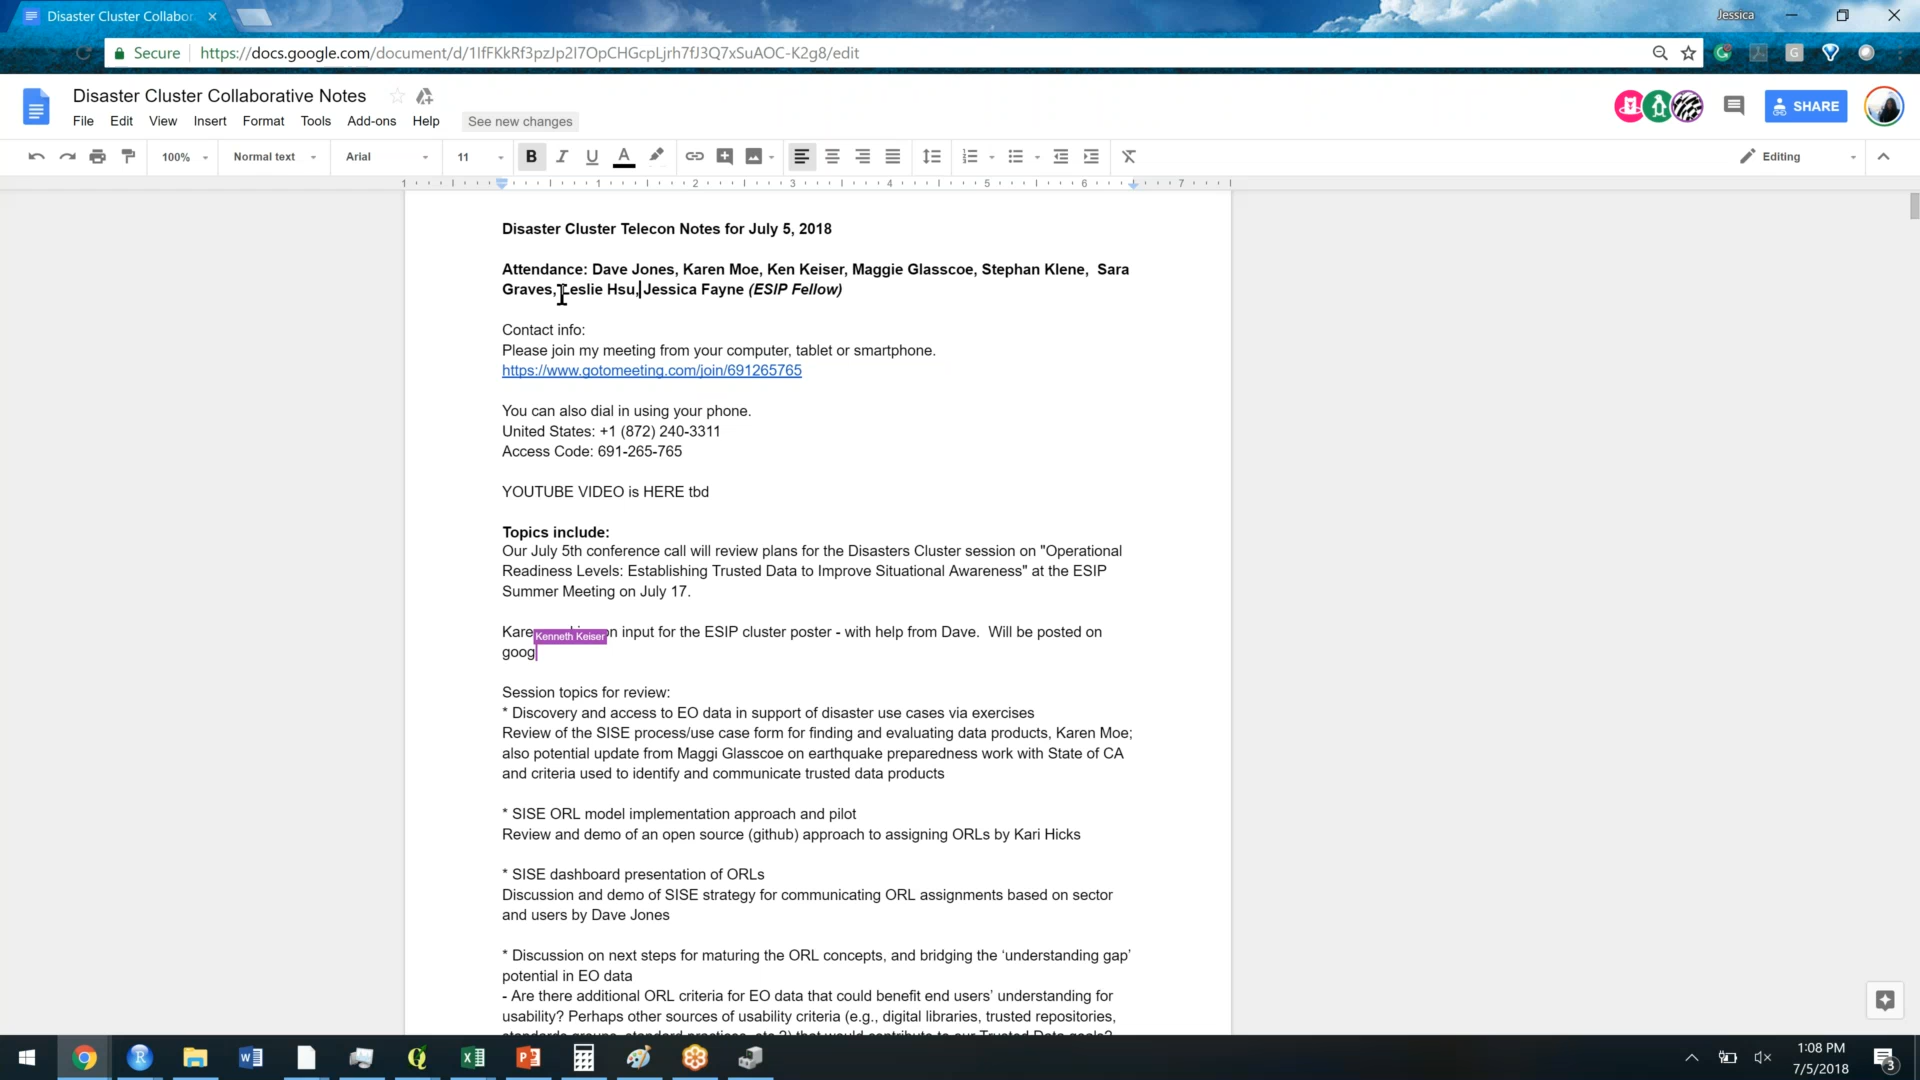 Disaster Cluster Collabor
Jessica
Secure
https://docs.google.com/document/d/1IfFKkRf3pzJp2I7OpCHGcpLjrh7fJ3Q7xSuAOC-K2g8/edit
Disaster Cluster Collaborative Notes
File Edit View Insert Format Tools Add-ons Help See new changes
SHARE
100% Normal text Arial 11 B I U A Editing
1 1 2 3 4 5 6 7
Disaster Cluster Telecon Notes for July 5, 2018
Attendance: Dave Jones, Karen Moe, Ken Keiser, Maggie Glasscoe, Stephan Klene, Sara
Graves, Leslie Hsu, Jessica Fayne (ESIP Fellow)
Contact info:
Please join my meeting from your computer, tablet or smartphone.
https://www.gotomeeting.com/join/691265765
You can also dial in using your phone.
United States: +1 (872) 240-3311
Access Code: 691-265-765
YOUTUBE VIDEO is HERE tbd
Topics include:
Our July 5th conference call will review plans for the Disasters Cluster session on "Operational
Readiness Levels: Establishing Trusted Data to Improve Situational Awareness" at the ESIP
Summer Meeting on July 17.
input for the ESIP cluster poster - with help from Dave. Will be posted on
Kenneth Keiser
goog
Session topics for review:
* Discovery and access to EO data in support of disaster use cases via exercises
Review of the SISE process/use case form for finding and evaluating data products, Karen Moe;
also potential update from Maggi Glasscoe on earthquake preparedness work with State of CA
and criteria used to identify and communicate trusted data products
* SISE ORL model implementation approach and pilot
Review and demo of an open source (github) approach to assigning ORLs by Kari Hicks
* SISE dashboard presentation of ORLs
Discussion and demo of SISE strategy for communicating ORL assignments based on sector
and users by Dave Jones
* Discussion on next steps for maturing the ORL concepts, and bridging the ‘understanding gap’
potential in EO data
- Are there additional ORL criteria for EO data that could benefit end users’ understanding for
usability? Perhaps other sources of usability criteria (e.g., digital libraries, trusted repositories,
1:08 PM
7/5/2018
3